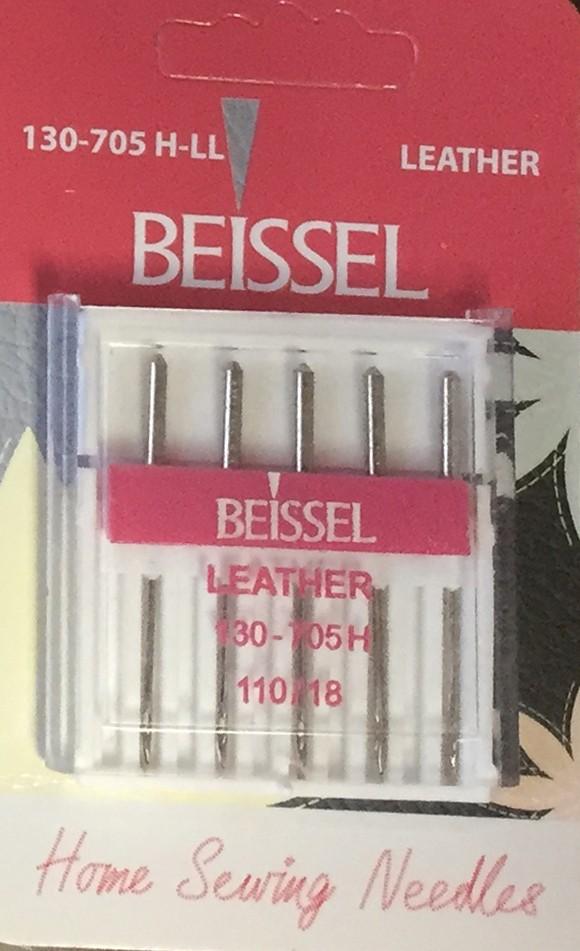 130-705 H-LL
LEATHER
BEISSEL
BEISSEL
LEATHER
130-705 H
110/18
Home Sewing Needles